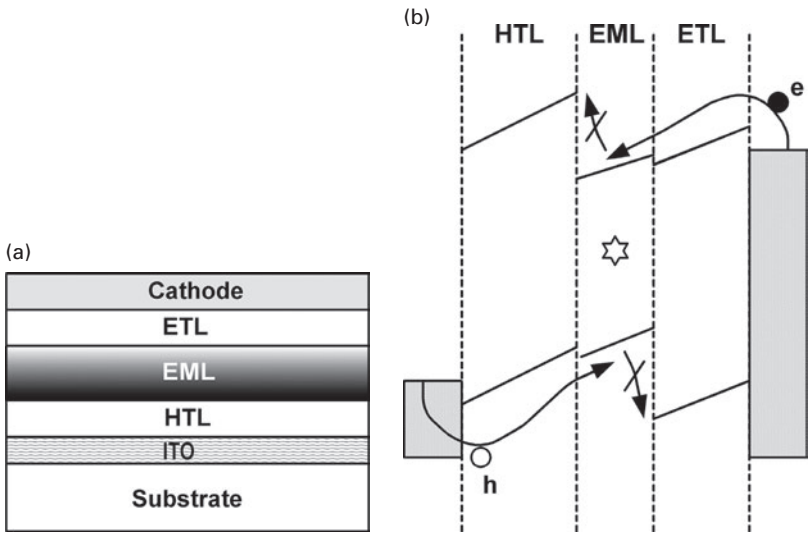 (a)
Cathode
ETL
EML
HTL
ITO
Substrate
(b)
HTL EML ETL
e
h